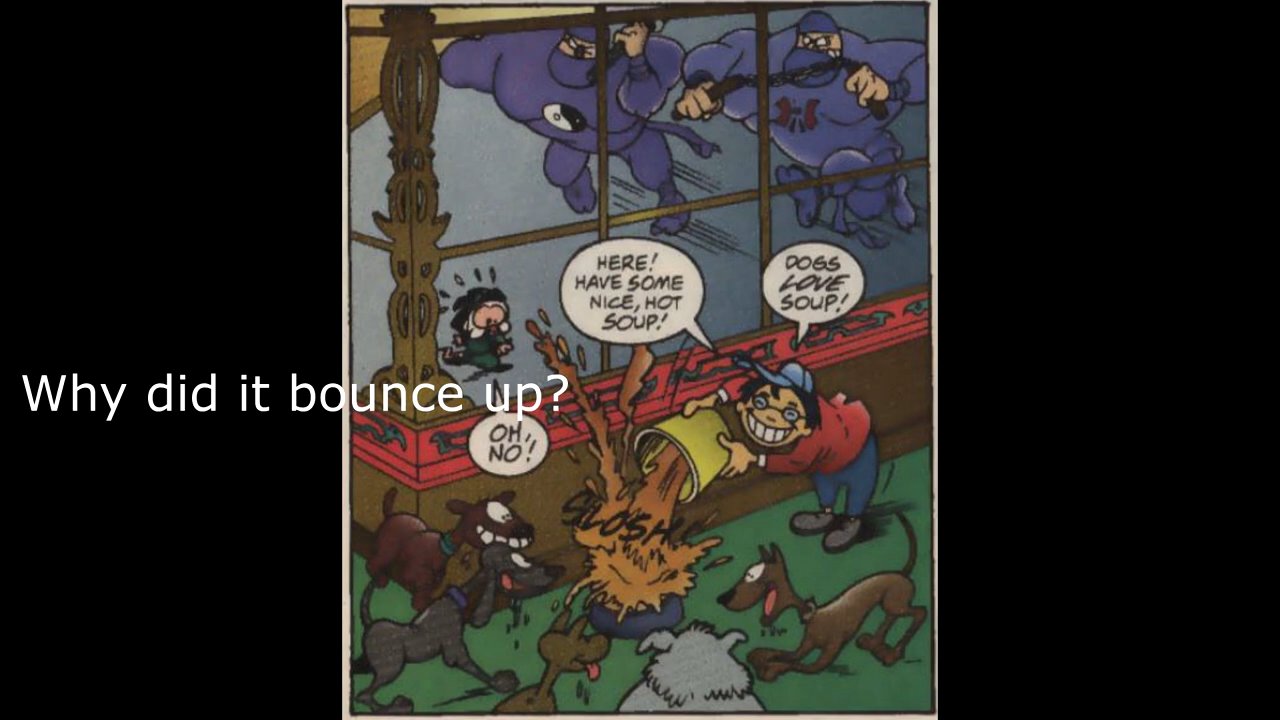 HERE!
HAVE SOME
NICE, HOT
SOUP!
DOGS
LOVE
SOUP!
Why did it bounce up?
OH,
NO!
SLOSH